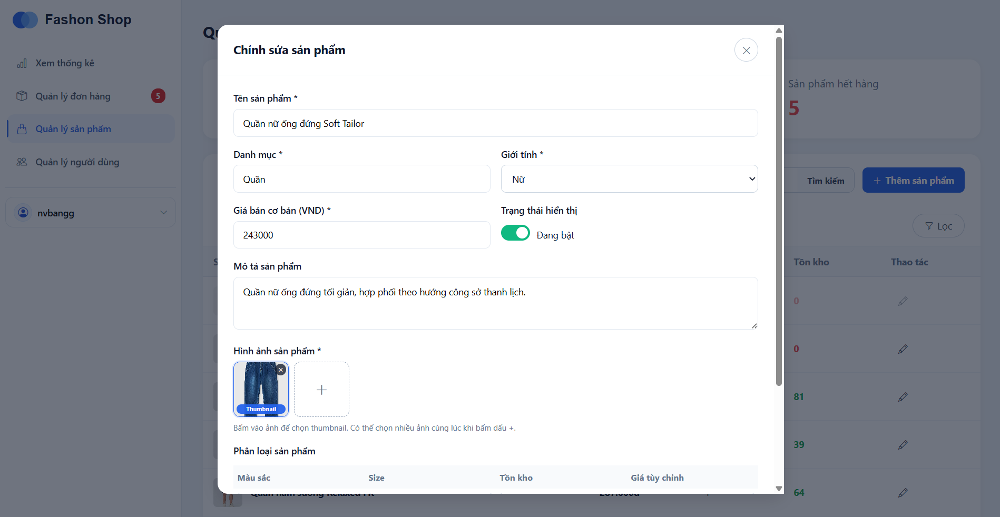 Fashon Shop
Xem thống kê
Quản lý đơn hàng
5
Quản lý sản phẩm
Quản lý người dùng
nvbangg
Chỉnh sửa sản phẩm
Tên sản phẩm *
Quần nữ ống đứng Soft Tailor
Danh mục *
Giới tính *
Quần
Nữ
Giá bán cơ bản (VND) *
Trạng thái hiển thị
243000
Đang bật
Mô tả sản phẩm
Quần nữ ống đứng tối giản, hợp phối theo hướng công sở thanh lịch.
Hình ảnh sản phẩm *
Thumbnail
Bấm vào ảnh để chọn thumbnail. Có thể chọn nhiều ảnh cùng lúc khi bấm dấu +.
Phân loại sản phẩm
Màu sắc
Size
Tồn kho
Giá tùy chỉnh
Sản phẩm hết hàng
5
Tìm kiếm
+ Thêm sản phẩm
Lọc
Tồn kho
Thao tác
0
0
81
39
64